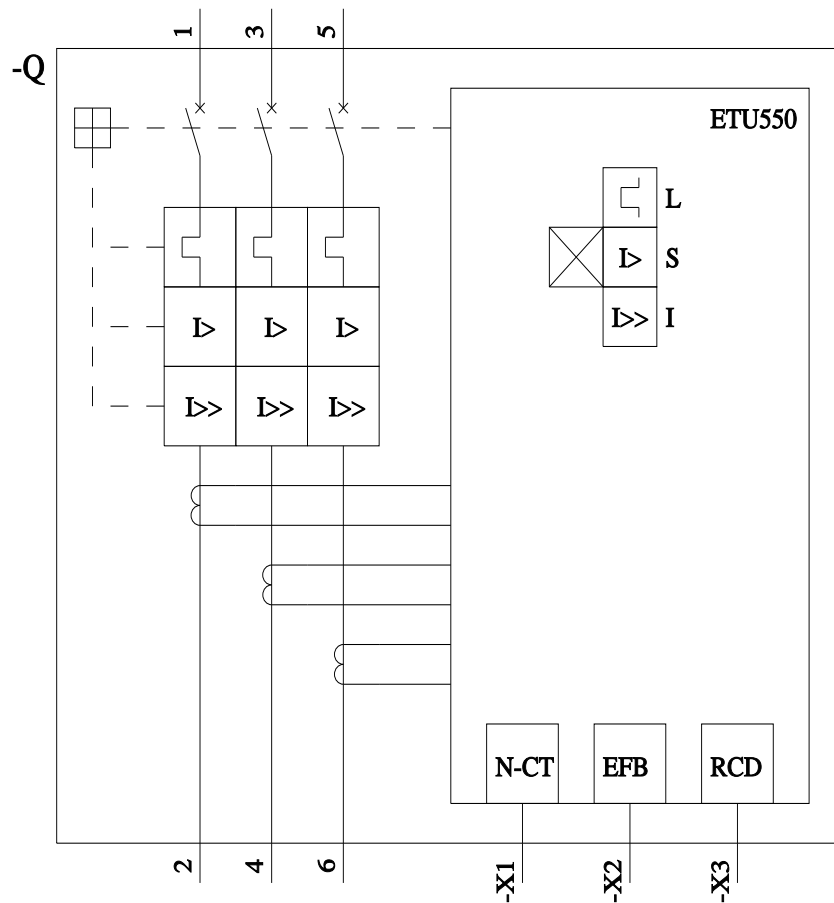 1 3 5
-Q
ETU550
L
I> S
I>> I
I> I> I>
I>> I>> I>>
N-CT EFB RCD
2 4 6 -X1 -X2 -X3